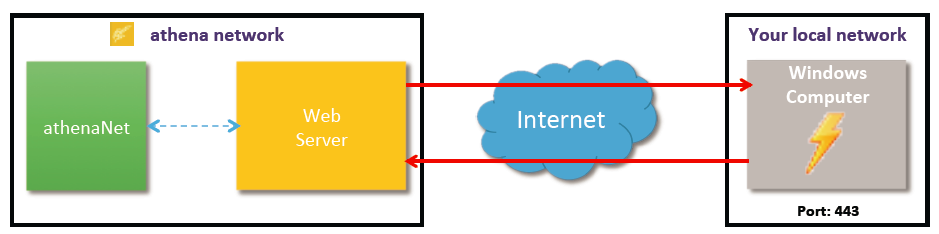 athena network
athenaNet
Web
Server
Internet
Your local network
Windows
Computer
Port: 443